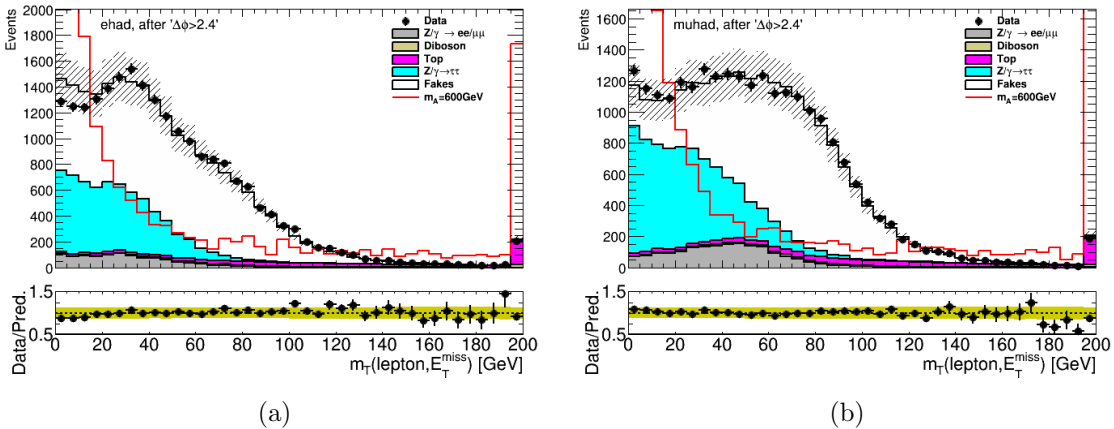 Events
ehad, after 'Δϕ>2.4'
Data
Z/γ → ee/μμ
Diboson
Top
Z/γ→ττ
Fakes
m_A=600GeV
2000
1800
1600
1400
1200
1000
800
600
400
200
0
Data/Pred.
1.5
1
0.5
0 20 40 60 80 100 120 140 160 180 200
m_T(lepton,E_T^miss) [GeV]
(a)
Events
muhad, after 'Δϕ>2.4'
Data
Z/γ → ee/μμ
Diboson
Top
Z/γ→ττ
Fakes
m_A=600GeV
1600
1400
1200
1000
800
600
400
200
0
Data/Pred.
1.5
1
0.5
0 20 40 60 80 100 120 140 160 180 200
m_T(lepton,E_T^miss) [GeV]
(b)